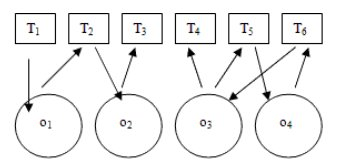 T₁ T₂ T₃ T₄ T₅ T₆
o₁ o₂ o₃ o₄